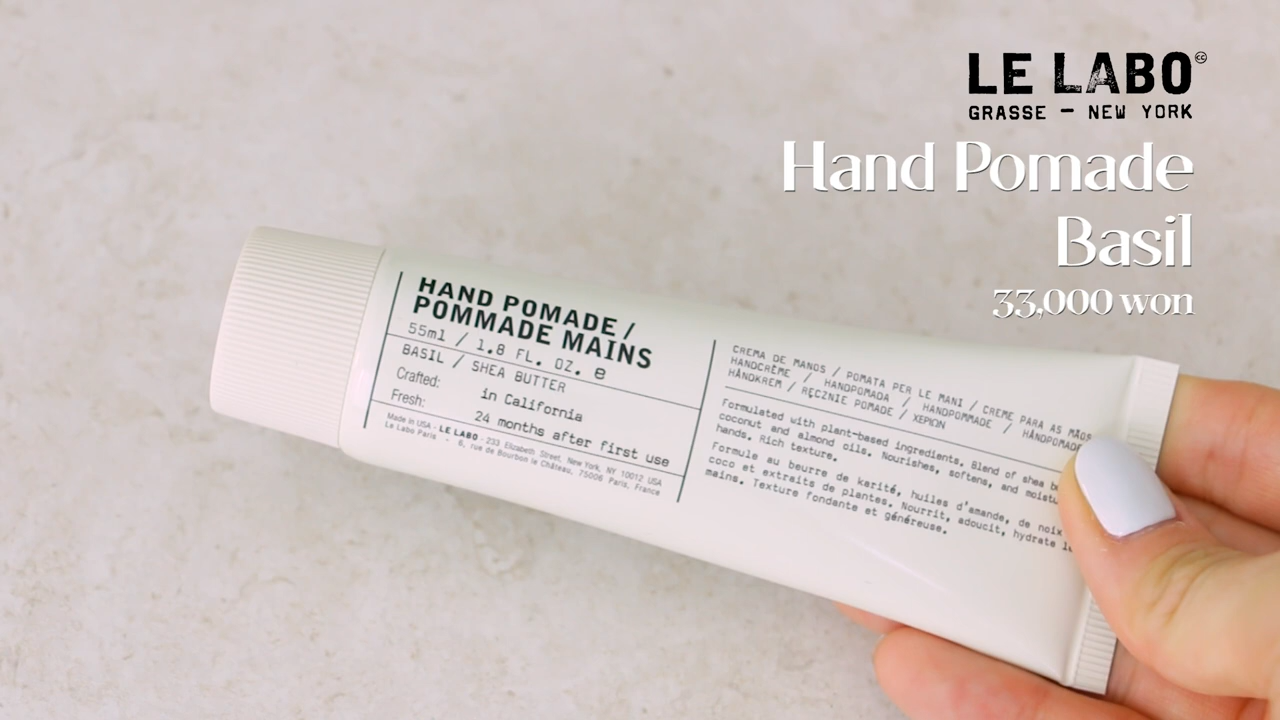 LE LABO
GRASSE — NEW YORK
Hand Pomade
Basil
33,000 won
HAND POMADE /
POMMADE MAINS
55ml / 1.8 FL. OZ. e
BASIL / SHEA BUTTER
Crafted: in California
Fresh: 24 months after first use
Made in USA - LE LABO - 233 Elizabeth Street, New York, NY 10012 USA
Le Labo Paris - 6, rue de Bourbon le Château, 75006 Paris, France
CREMA DE MANOS / POMATA PER LE MANI / CREME PARA AS MÃOS
HANDCRÈME / HANDPOMADA / HANDPOMMADE / HÅNDPOMADE
HÅNDKREM / RĘCZNIE POMADE / ΧΕΡΙΩΝ
Formulated with plant-based ingredients. Blend of shea
coconut and almond oils. Nourishes, softens, and
hands. Rich texture.
Formule au beurre de karité, huiles d'amande, de noix
coco et extraits de plantes. Nourrit, adoucit, hydrate
mains. Texture fondante et généreuse.